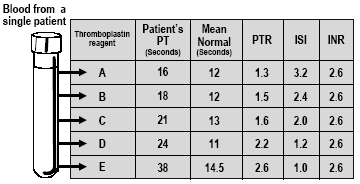 Blood from a
single patient
Thromboplastin reagent | Patient's PT (Seconds) | Mean Normal (Seconds) | PTR | ISI | INR
A | 16 | 12 | 1.3 | 3.2 | 2.6
B | 18 | 12 | 1.5 | 2.4 | 2.6
C | 21 | 13 | 1.6 | 2.0 | 2.6
D | 24 | 11 | 2.2 | 1.2 | 2.6
E | 38 | 14.5 | 2.6 | 1.0 | 2.6